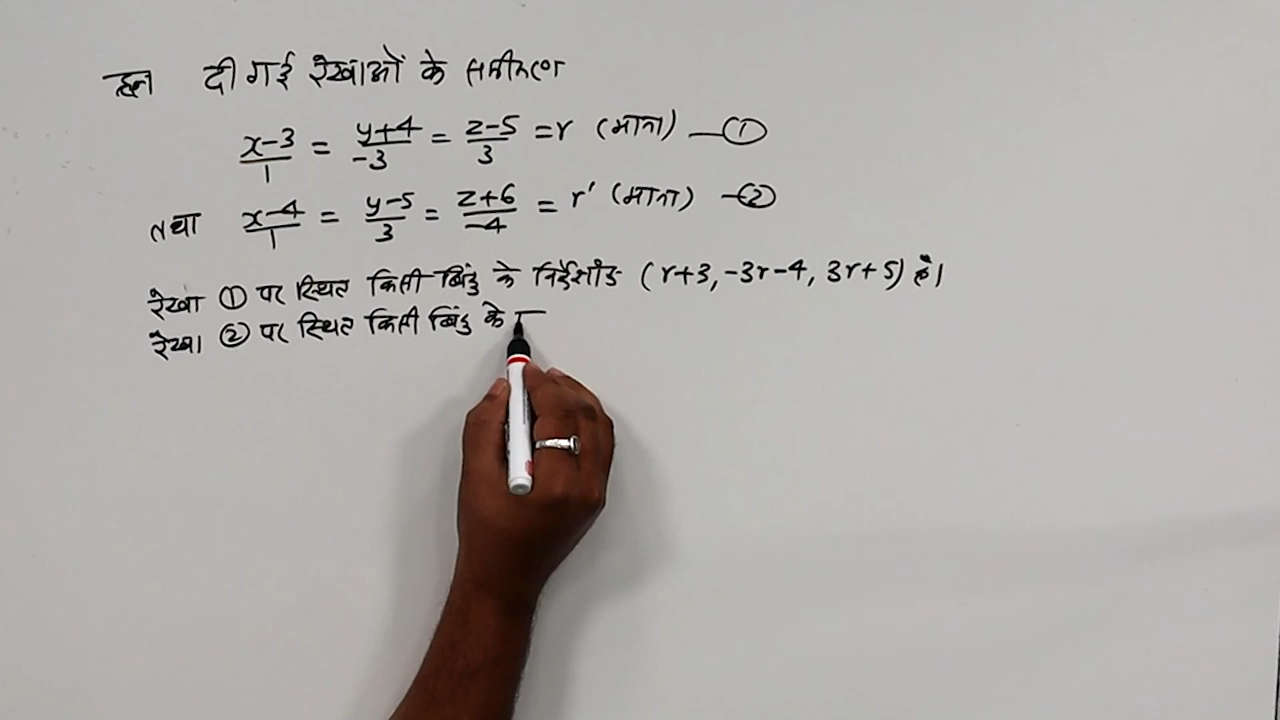 हल दी गई रेखाओं के समीकरण
x-3/1 = y+4/-3 = z-5/3 = r (माना) —①
तथा x-4/1 = y-5/3 = z+6/-4 = r' (माना) —②
रेखा ① पर स्थित किसी बिंदु के निर्देशांक (r+3, -3r-4, 3r+5) है।
रेखा ② पर स्थित किसी बिंदु के